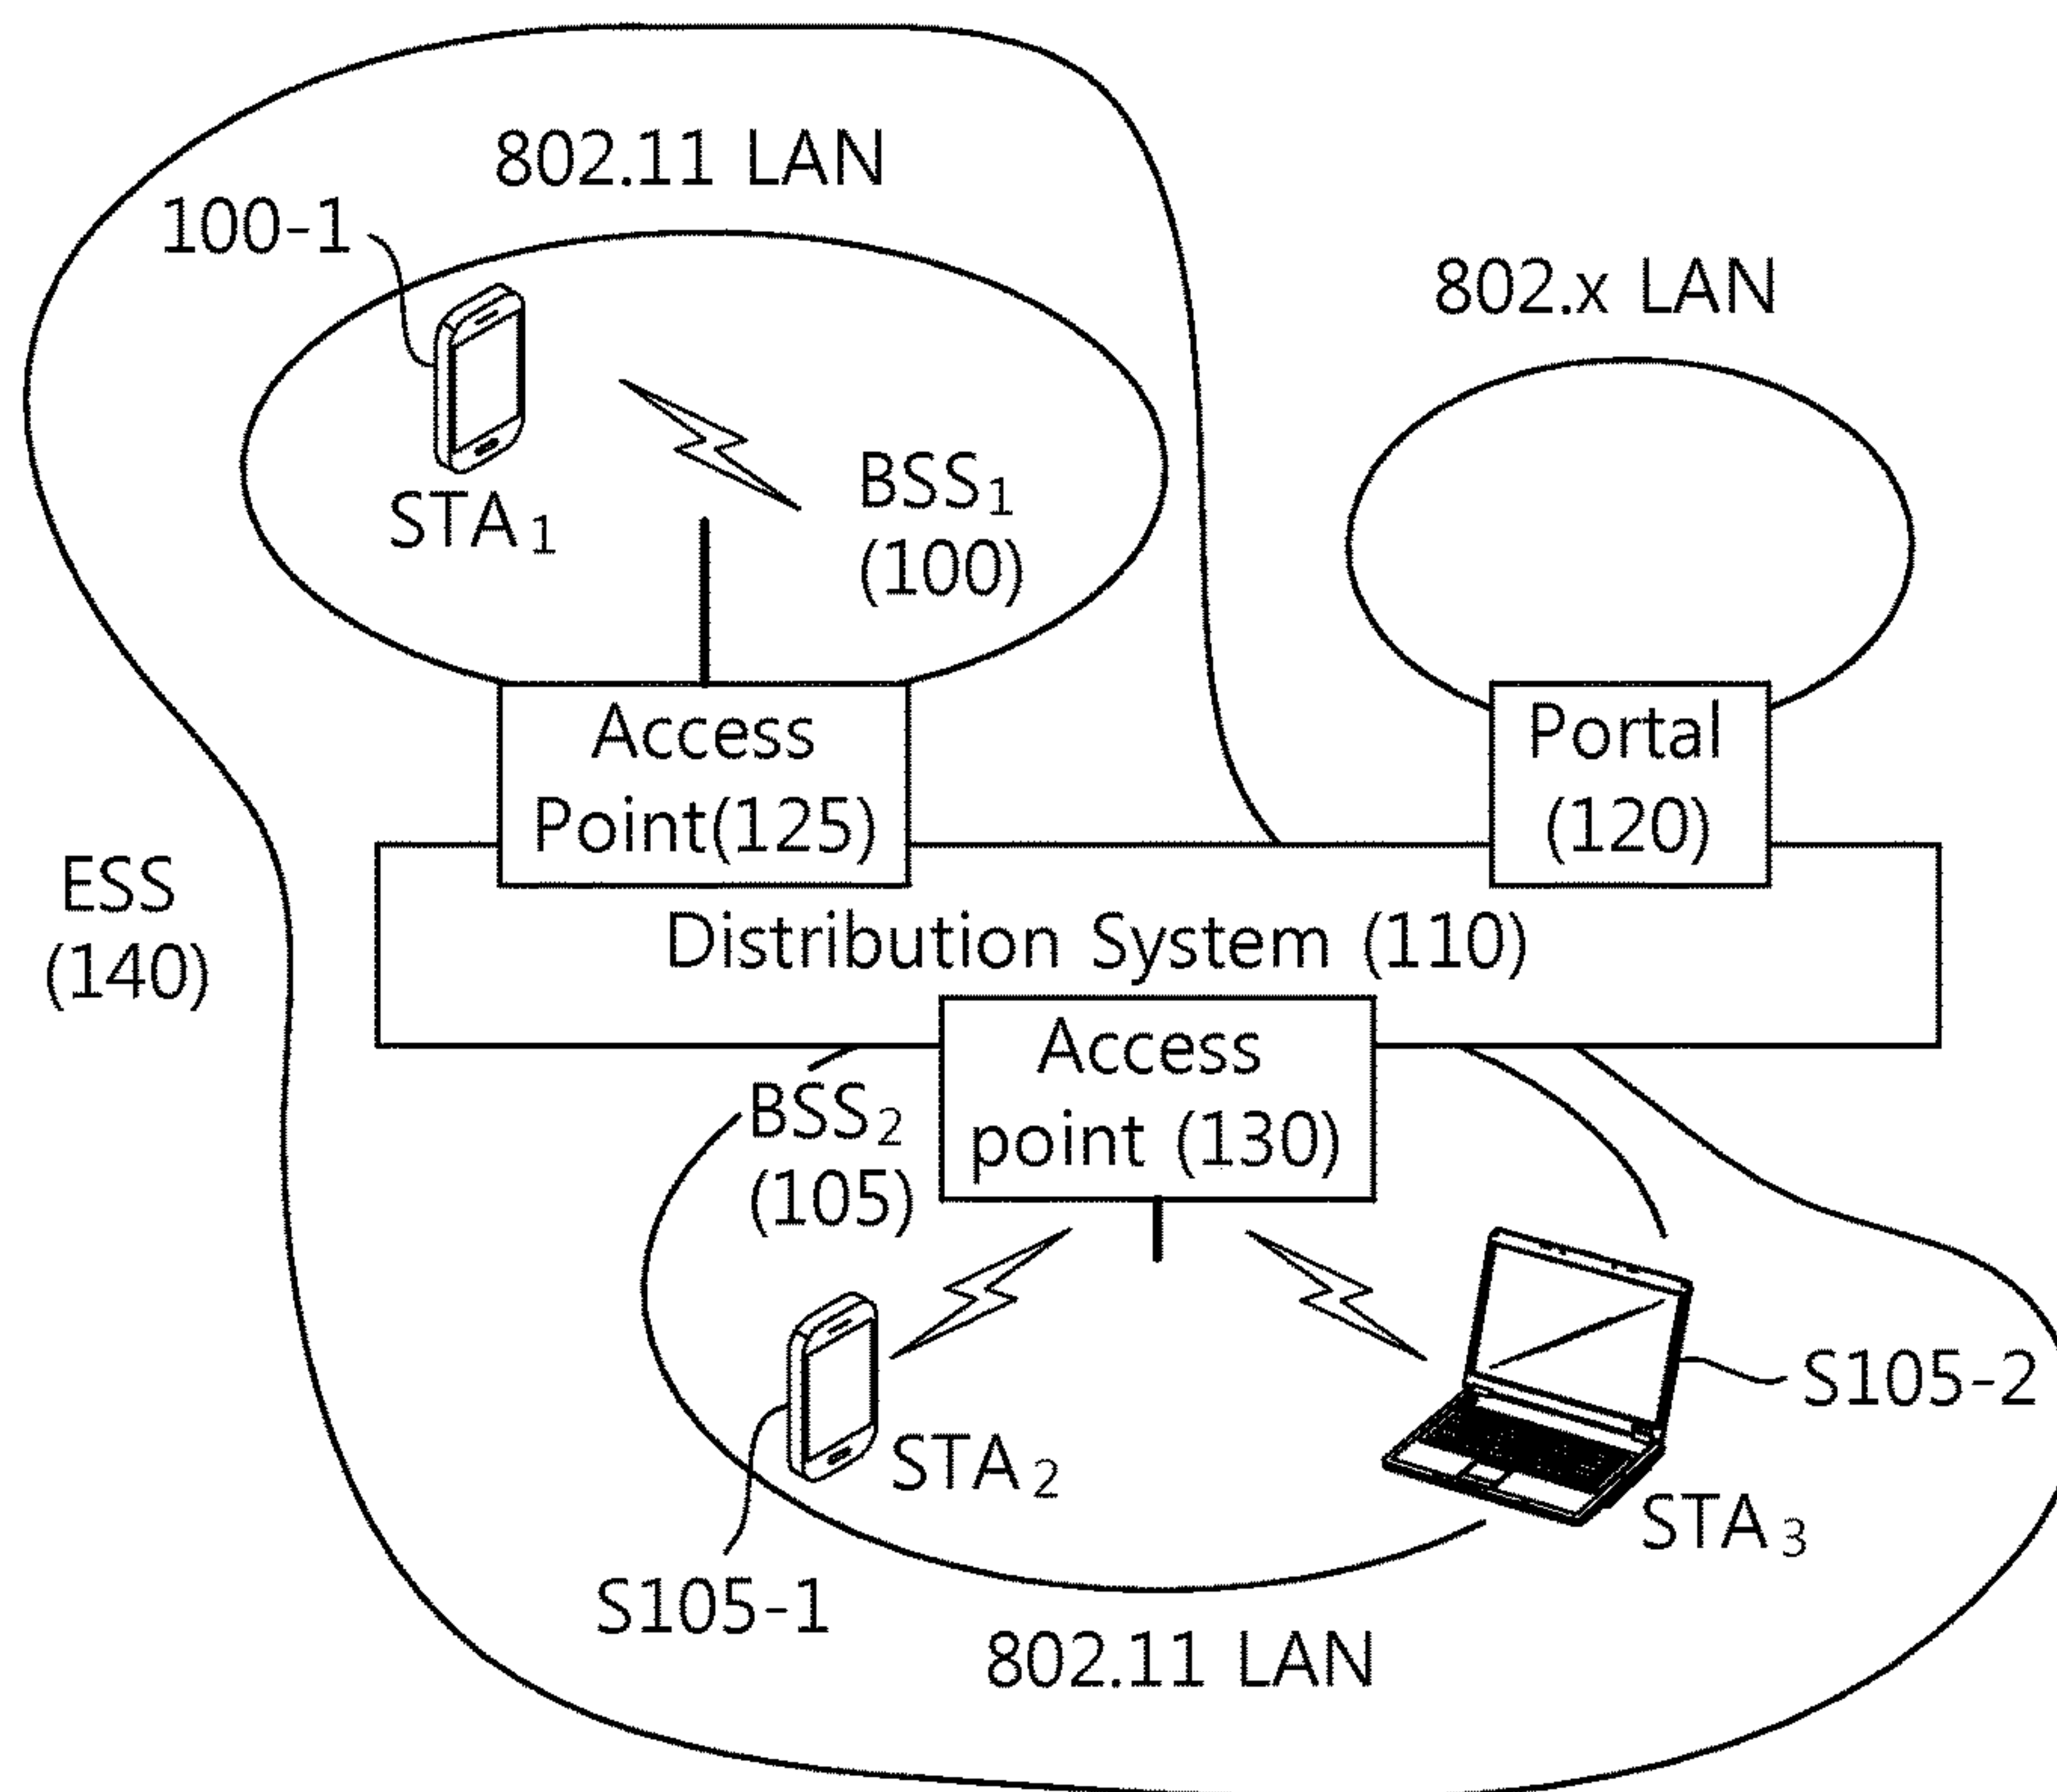 802.11 LAN
100-1
802.x LAN
STA1
BSS1
(100)
Access
Point(125)
Portal
(120)
ESS
(140)
Distribution System (110)
Access
point (130)
BSS2
(105)
S105-2
STA2
STA3
S105-1
802.11 LAN